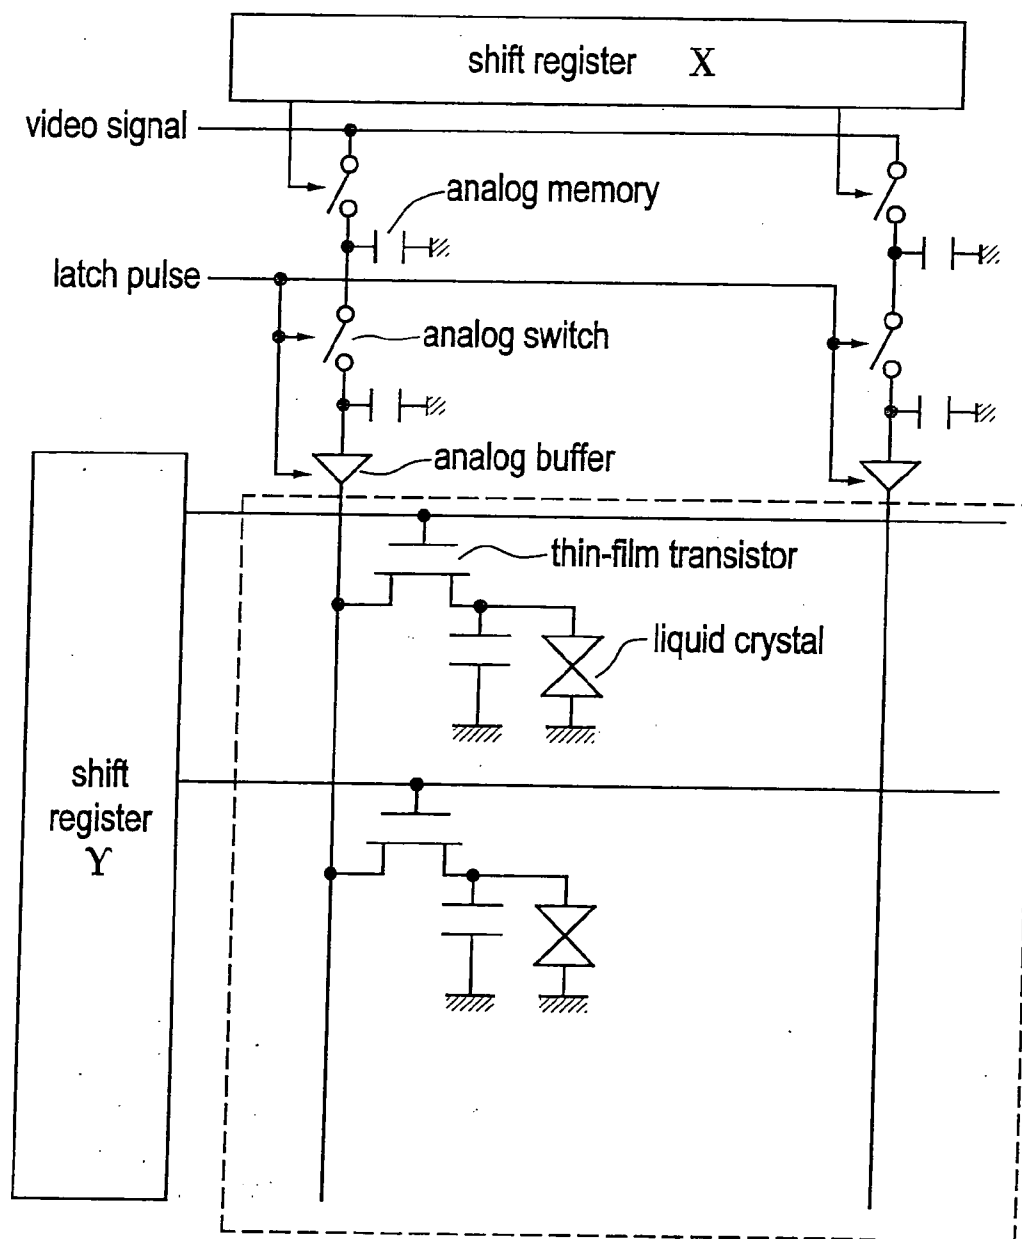 shift register X
video signal
analog memory
latch pulse
analog switch
analog buffer
thin-film transistor
liquid crystal
shift
register
Y